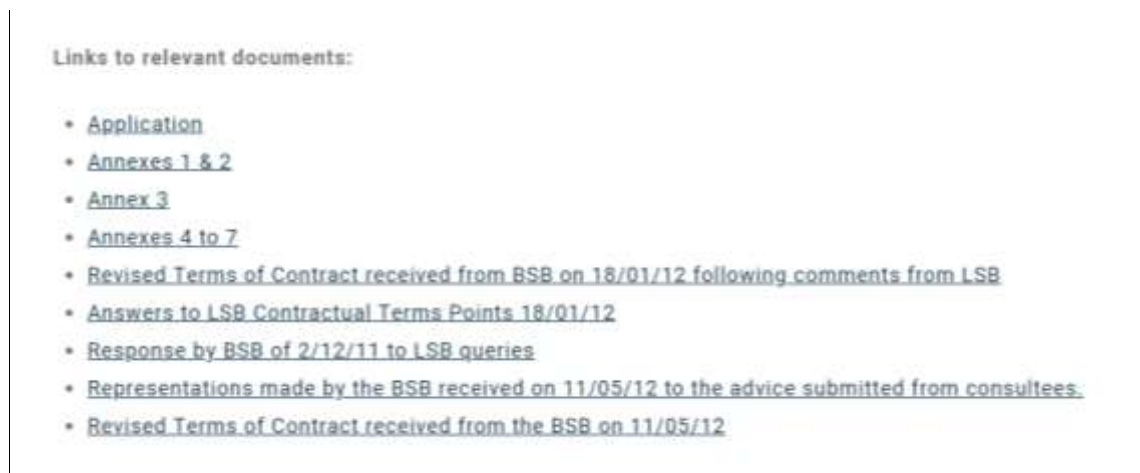 Links to relevant documents:
• Application
• Annexes 1 & 2
• Annex 3
• Annexes 4 to 7
• Revised Terms of Contract received from BSB on 18/01/12 following comments from LSB
• Answers to LSB Contractual Terms Points 18/01/12
• Response by BSB of 2/12/11 to LSB queries
• Representations made by the BSB received on 11/05/12 to the advice submitted from consultees.
• Revised Terms of Contract received from the BSB on 11/05/12